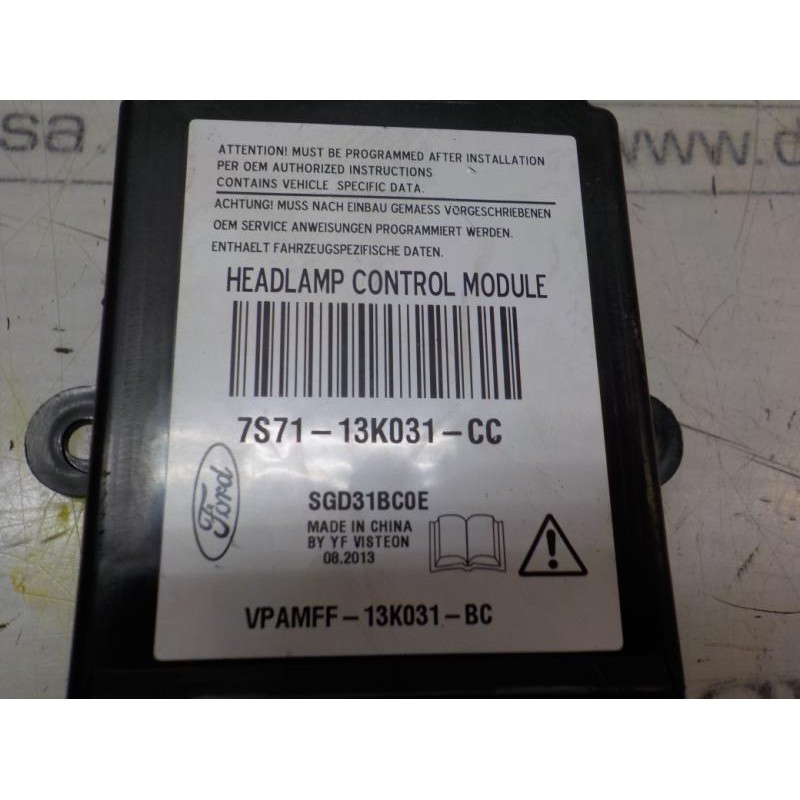 sa.
www.d
ATTENTION! MUST BE PROGRAMMED AFTER INSTALLATION
PER OEM AUTHORIZED INSTRUCTIONS
CONTAINS VEHICLE SPECIFIC DATA.
ACHTUNG! MUSS NACH EINBAU GEMAESS VORGESCHRIEBENEN
OEM SERVICE ANWEISUNGEN PROGRAMMIERT WERDEN.
ENTHAELT FAHRZEUGSPEZIFISCHE DATEN.
HEADLAMP CONTROL MODULE
7S71-13K031-CC
Ford
SGD31BC0E
MADE IN CHINA
BY YF VISTEON
08.2013
VPAMFF-13K031-BC